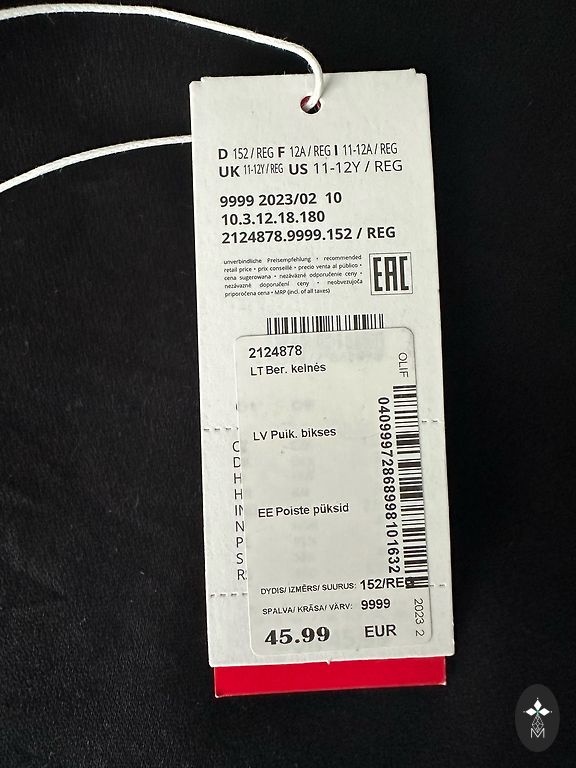 D 152 / REG F 12A / REG I 11-12A / REG
UK 11-12Y / REG US 11-12Y / REG
9999 2023/02 10
10.3.12.18.180
2124878.9999.152 / REG
unverbindliche Preisempfehlung • recommended
retail price • prix conseillé • precio venta al público •
cena sugerowana • nezávazné odporučenie ceny •
nezávazné doporučení ceny • neobvezujoča
priporočena cena • MRP (incl. of all taxes)
EAC
2124878
LT Ber. kelnės
OLIF
LV Puik. bikses
EE Poiste püksid
04099972868998101632
C
D
H
H
IN
N
P
S
R
DYDIS/ IZMĒRS/ SUURUS: 152/REG
SPALVA/ KRĀSA/ VÄRV: 9999
2023 2
45.99 EUR
M